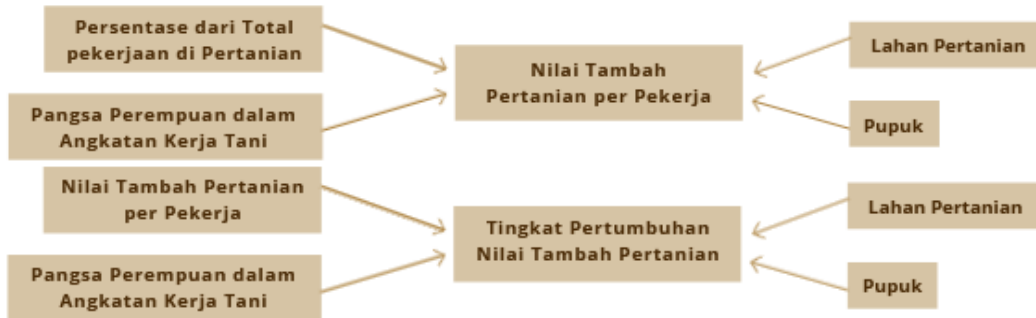 Persentase dari Total
pekerjaan di Pertanian
Pangsa Perempuan dalam
Angkatan Kerja Tani
Nilai Tambah
Pertanian per Pekerja
Lahan Pertanian
Pupuk
Nilai Tambah Pertanian
per Pekerja
Pangsa Perempuan dalam
Angkatan Kerja Tani
Tingkat Pertumbuhan
Nilai Tambah Pertanian
Lahan Pertanian
Pupuk